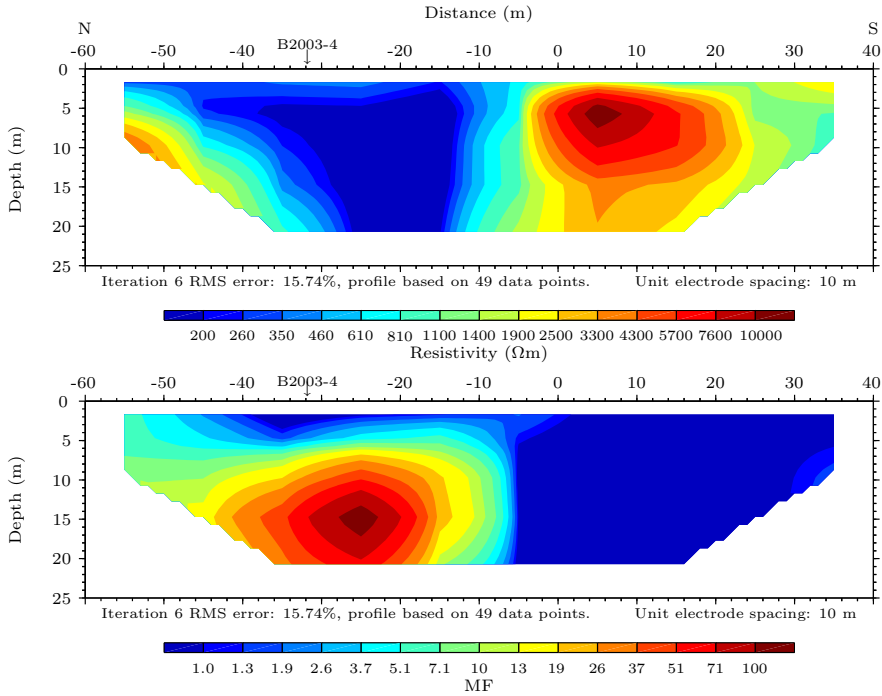 Distance (m)
N S
-60 -50 -40 -30 -20 -10 0 10 20 30 40
B2003-4
↓
0
5
10
15
20
25
Depth (m)
Iteration 6 RMS error: 15.74%, profile based on 49 data points. Unit electrode spacing: 10 m
200 260 350 460 610 810 1100 1400 1900 2500 3300 4300 5700 7600 10000
Resistivity (Ωm)
-60 -50 -40 -30 -20 -10 0 10 20 30 40
B2003-4
↓
0
5
10
15
20
25
Depth (m)
Iteration 6 RMS error: 15.74%, profile based on 49 data points. Unit electrode spacing: 10 m
1.0 1.3 1.9 2.6 3.7 5.1 7.1 10 13 19 26 37 51 71 100
MF